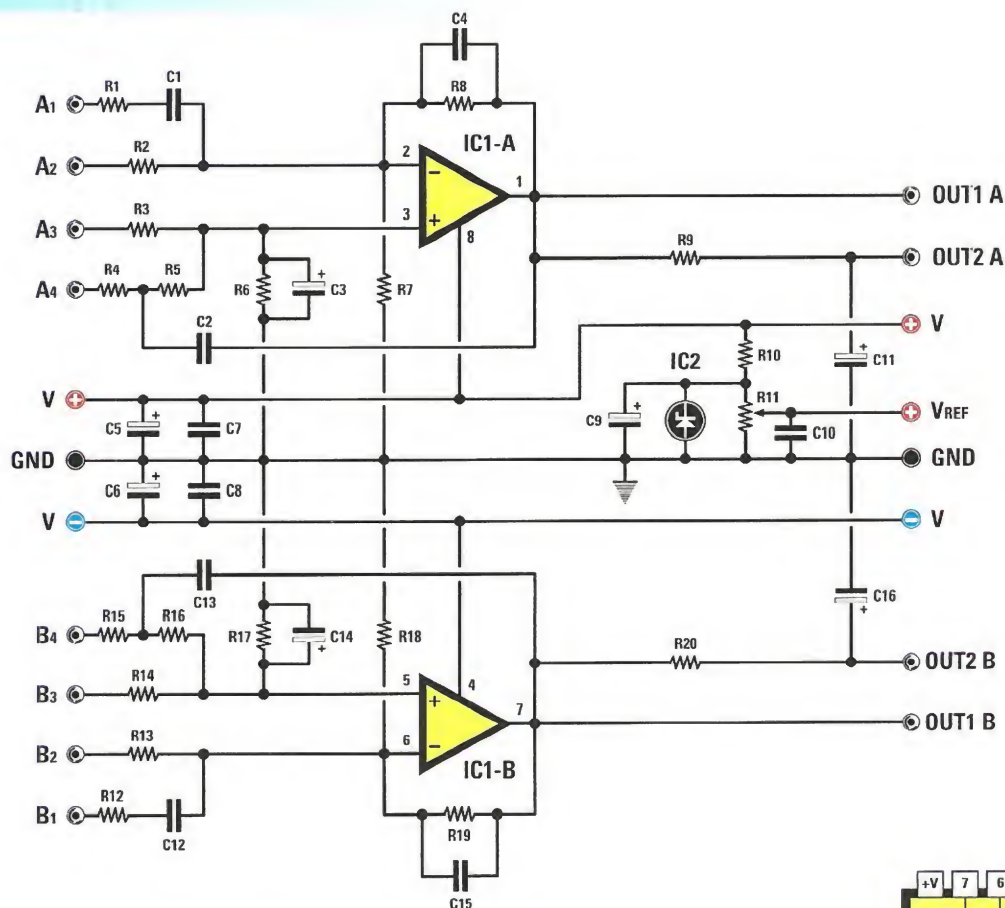 C4
R1 C1
R8
A1
IC1-A
R2
A2 2
−
1 OUT1 A
R3 3
A3 +
8
R9
R4 R5 OUT2 A
A4
R6 + C3 R7
C2
V + V
R10 + C11
IC2
V + R11
+ + VREF
C5 C7 C9 C10
GND GND
C6 C8
+
V − V −
C13
+ C16
R15 R16
B4 R17 C14 R18
+ R20
R14 OUT2 B
5 4
B3 +
7
R13 6 OUT1 B
B2 −
IC1-B
R12
B1 R19
C12
C15
+V 7 6